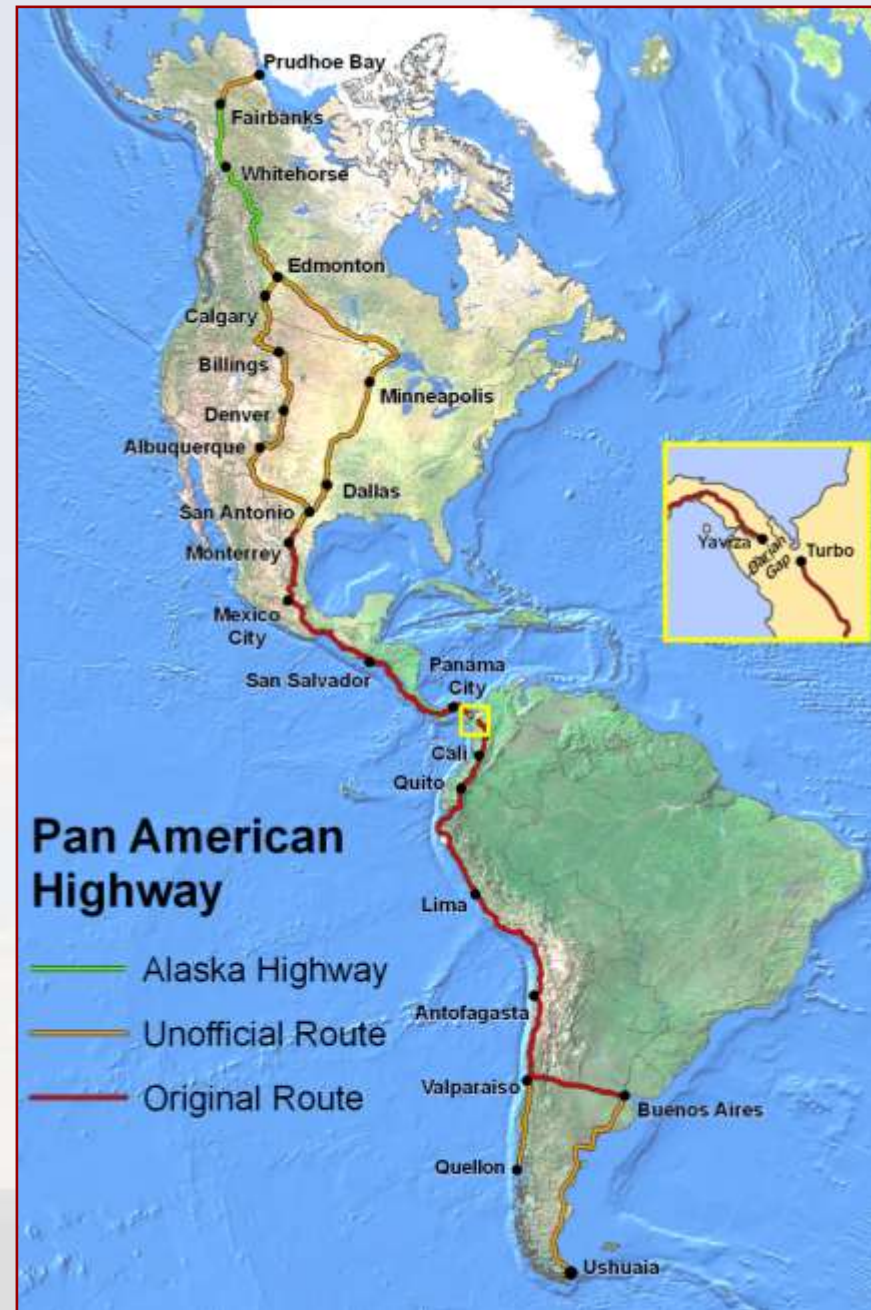 Prudhoe Bay
Fairbanks
Whitehorse
Edmonton
Calgary
Billings
Minneapolis
Denver
Albuquerque
Dallas
San Antonio
Monterrey
Mexico
City
San Salvador
Panama
City
Yaviza
Darian
Gap
Turbo
Cali
Quito
Pan American
Highway
Lima
Alaska Highway
Antofagasta
Unofficial Route
Valparaiso
Original Route
Buenos Aires
Quellon
Ushuaia